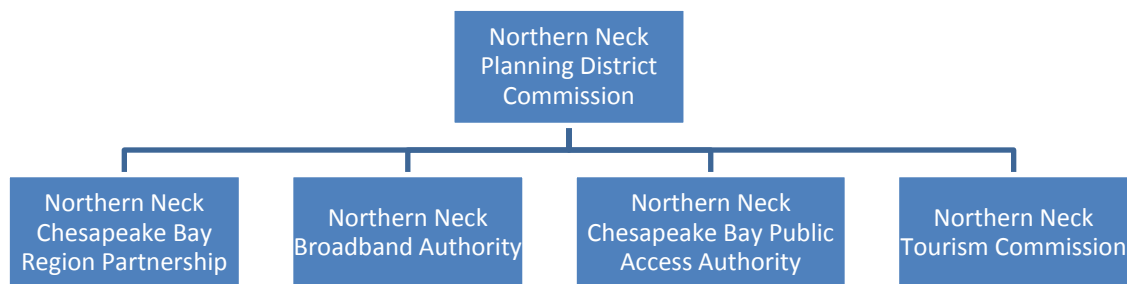 Northern Neck
Planning District
Commission
Northern Neck
Chesapeake Bay
Region Partnership
Northern Neck
Broadband Authority
Northern Neck
Chesapeake Bay Public
Access Authority
Northern Neck
Tourism Commission